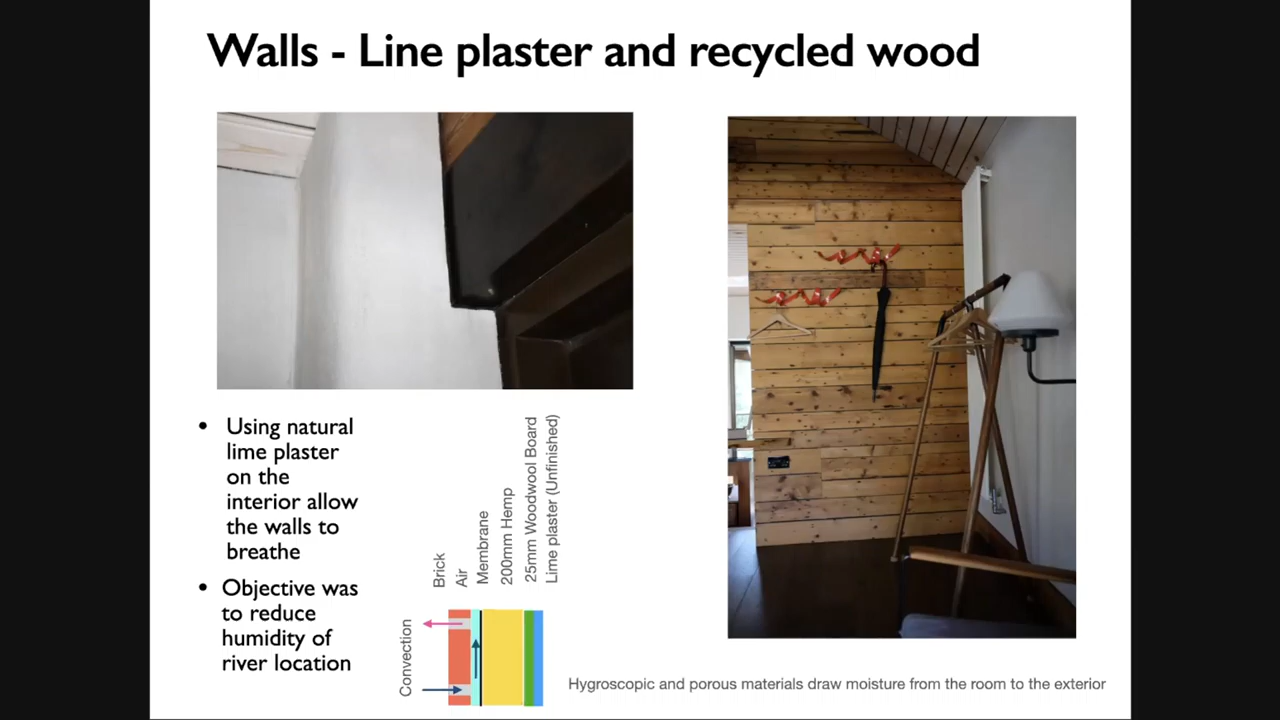 Walls - Line plaster and recycled wood
• Using natural
lime plaster
on the
interior allow
the walls to
breathe
• Objective was
to reduce
humidity of
river location
Convection
Brick
Air
Membrane
200mm Hemp
25mm Woodwool Board
Lime plaster (Unfinished)
Hygroscopic and porous materials draw moisture from the room to the exterior